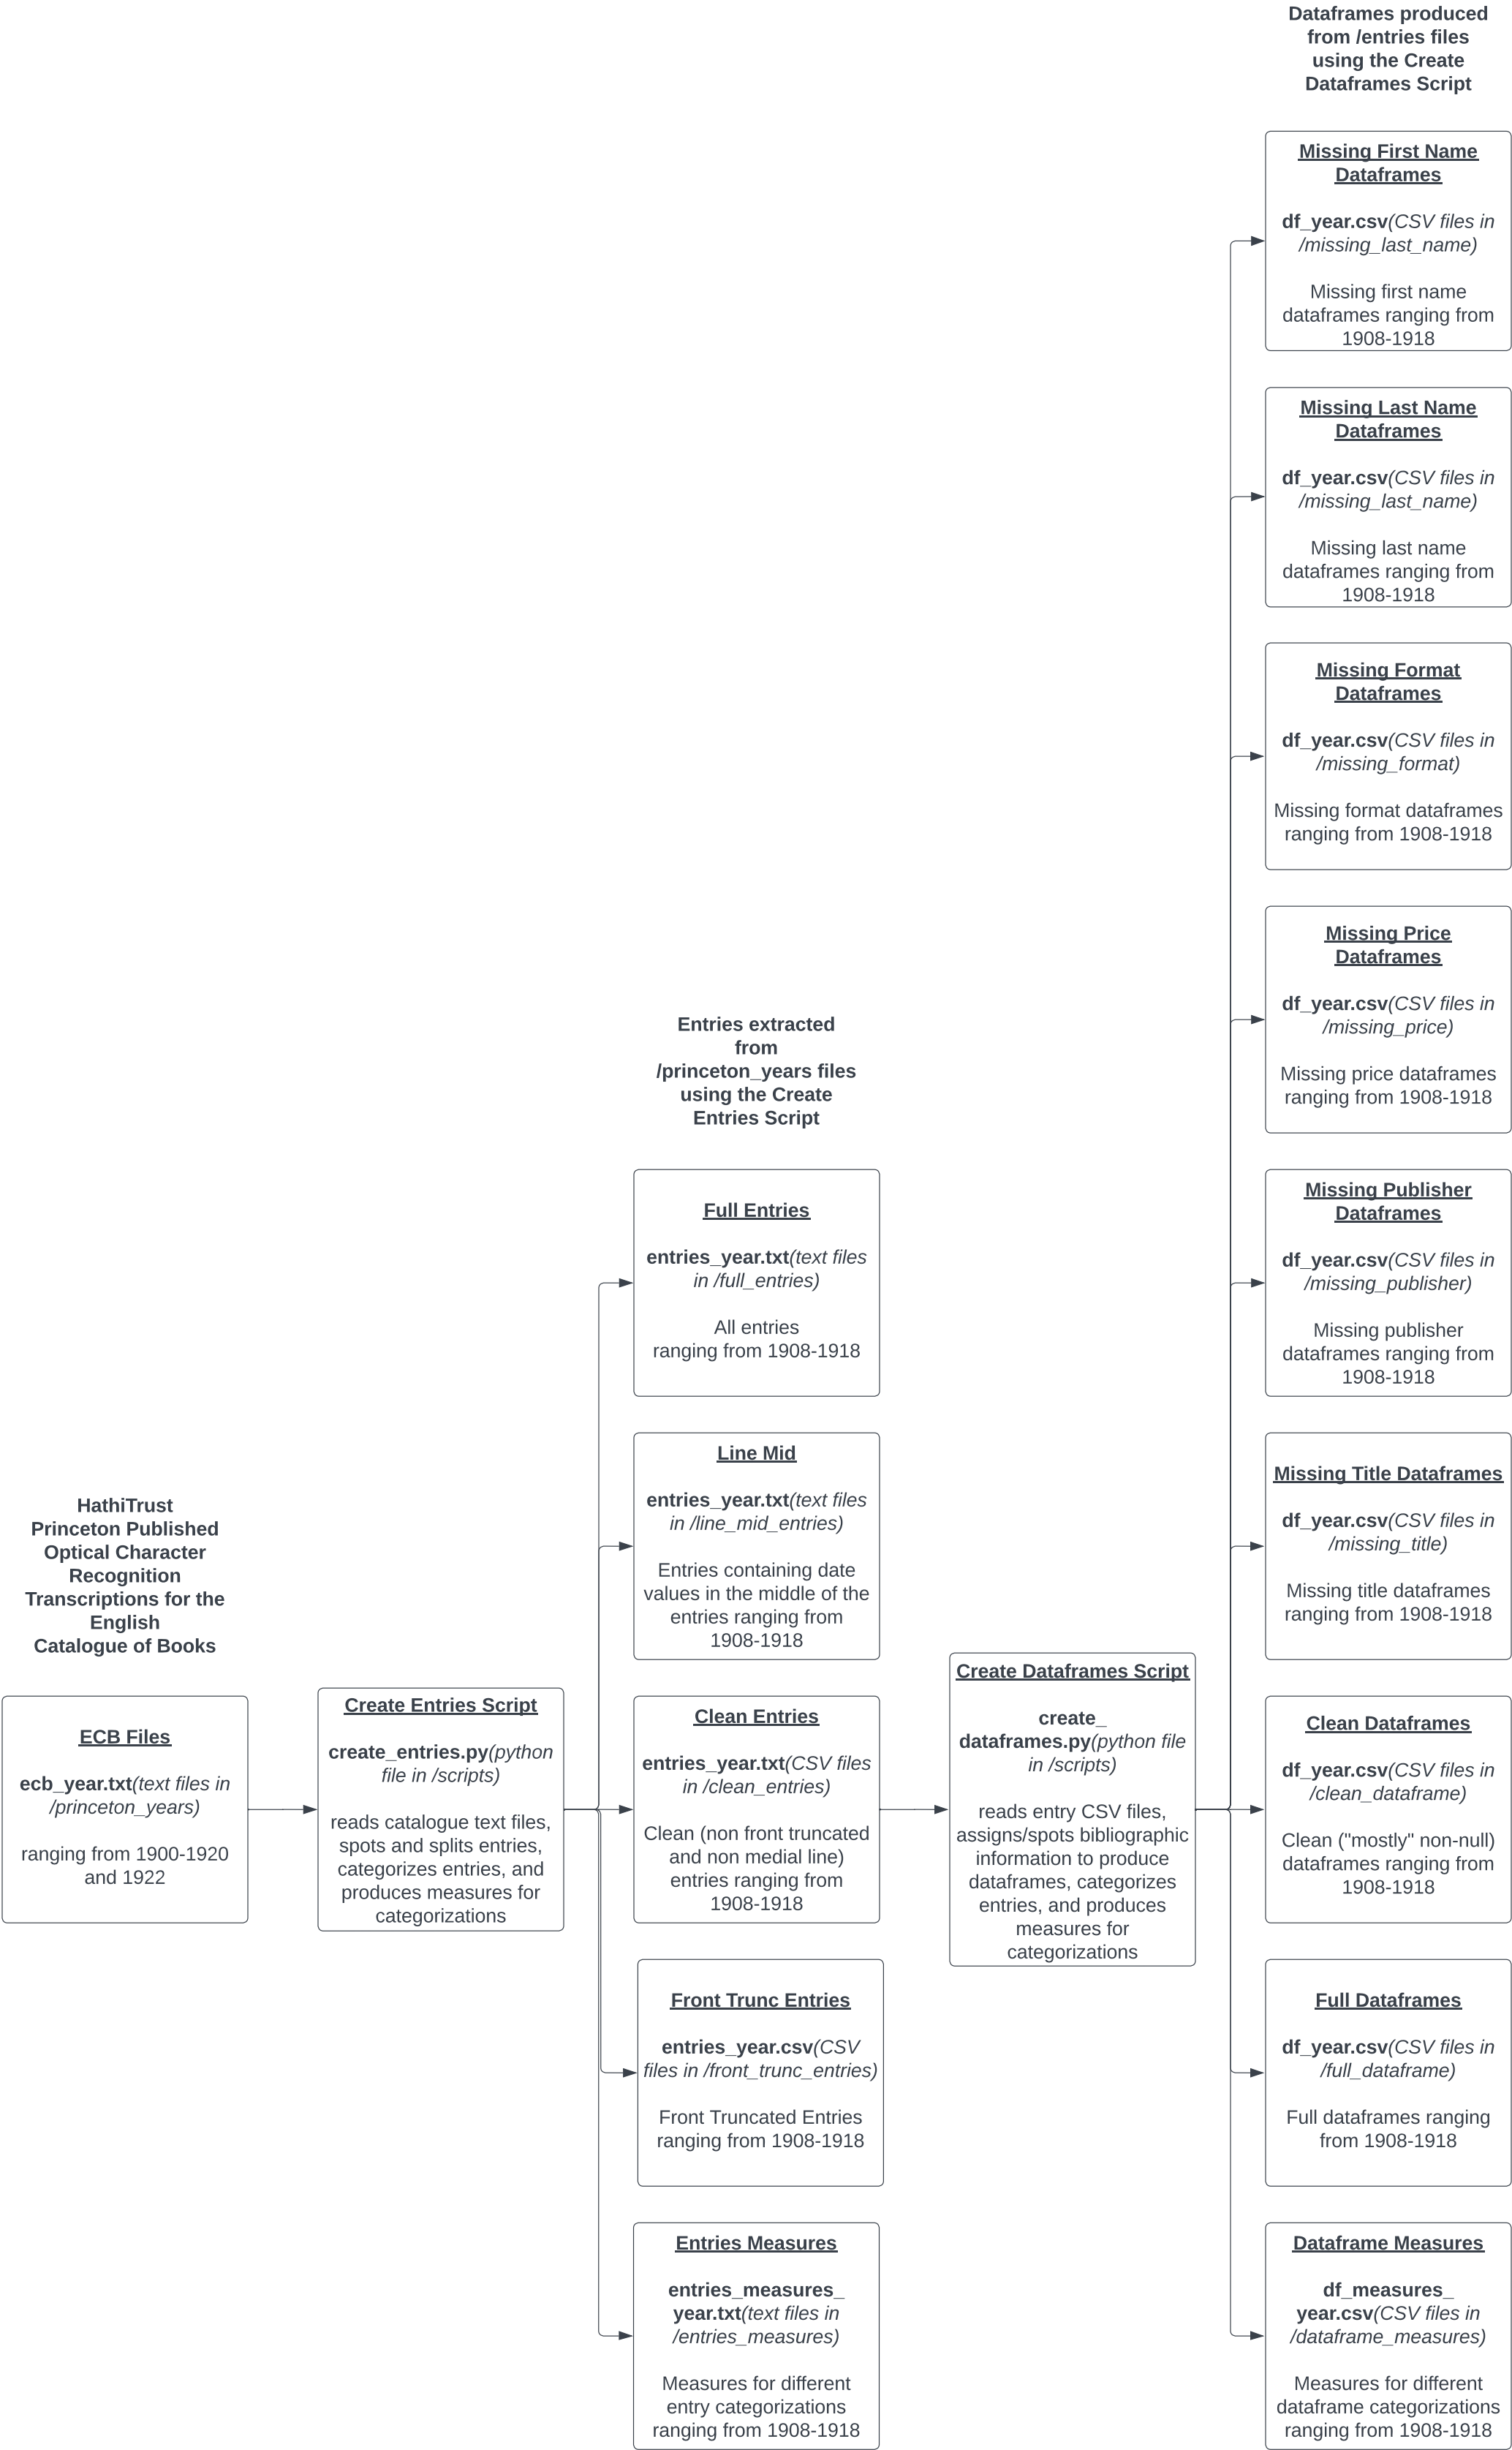 HathiTrust
Princeton Published
Optical Character
Recognition
Transcriptions for the
English
Catalogue of Books
ECB Files
ecb_year.txt(text files in
/princeton_years)
ranging from 1900-1920
and 1922
Create Entries Script
create_entries.py(python
file in /scripts)
reads catalogue text files,
spots and splits entries,
categorizes entries, and
produces measures for
categorizations
Entries extracted
from
/princeton_years files
using the Create
Entries Script
Full Entries
entries_year.txt(text files
in /full_entries)
All entries
ranging from 1908-1918
Line Mid
entries_year.txt(text files
in /line_mid_entries)
Entries containing date
values in the middle of the
entries ranging from
1908-1918
Clean Entries
entries_year.txt(CSV files
in /clean_entries)
Clean (non front truncated
and non medial line)
entries ranging from
1908-1918
Front Trunc Entries
entries_year.csv(CSV
files in /front_trunc_entries)
Front Truncated Entries
ranging from 1908-1918
Entries Measures
entries_measures_
year.txt(text files in
/entries_measures)
Measures for different
entry categorizations
ranging from 1908-1918
Create Dataframes Script
create_
dataframes.py(python file
in /scripts)
reads entry CSV files,
assigns/spots bibliographic
information to produce
dataframes, categorizes
entries, and produces
measures for
categorizations
Dataframes produced
from /entries files
using the Create
Dataframes Script
Missing First Name
Dataframes
df_year.csv(CSV files in
/missing_last_name)
Missing first name
dataframes ranging from
1908-1918
Missing Last Name
Dataframes
df_year.csv(CSV files in
/missing_last_name)
Missing last name
dataframes ranging from
1908-1918
Missing Format
Dataframes
df_year.csv(CSV files in
/missing_format)
Missing format dataframes
ranging from 1908-1918
Missing Price
Dataframes
df_year.csv(CSV files in
/missing_price)
Missing price dataframes
ranging from 1908-1918
Missing Publisher
Dataframes
df_year.csv(CSV files in
/missing_publisher)
Missing publisher
dataframes ranging from
1908-1918
Missing Title Dataframes
df_year.csv(CSV files in
/missing_title)
Missing title dataframes
ranging from 1908-1918
Clean Dataframes
df_year.csv(CSV files in
/clean_dataframe)
Clean ("mostly" non-null)
dataframes ranging from
1908-1918
Full Dataframes
df_year.csv(CSV files in
/full_dataframe)
Full dataframes ranging
from 1908-1918
Dataframe Measures
df_measures_
year.csv(CSV files in
/dataframe_measures)
Measures for different
dataframe categorizations
ranging from 1908-1918